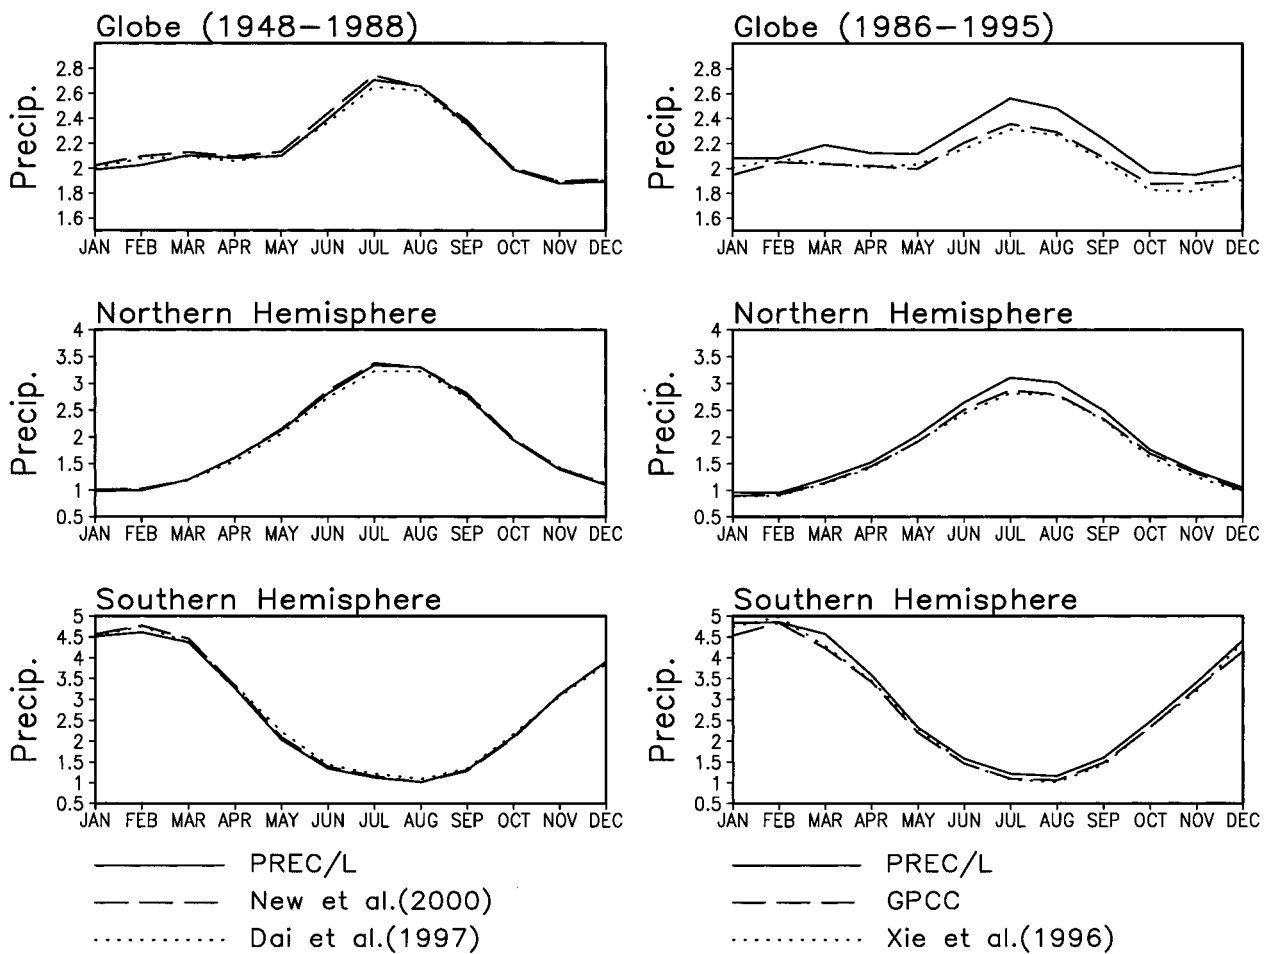 Globe (1948–1988)
Precip.
2.8
2.6
2.4
2.2
2
1.8
1.6
JAN FEB MAR APR MAY JUN JUL AUG SEP OCT NOV DEC
Globe (1986–1995)
Precip.
2.8
2.6
2.4
2.2
2
1.8
1.6
JAN FEB MAR APR MAY JUN JUL AUG SEP OCT NOV DEC
Northern Hemisphere
Precip.
4
3.5
3
2.5
2
1.5
1
0.5
JAN FEB MAR APR MAY JUN JUL AUG SEP OCT NOV DEC
Northern Hemisphere
Precip.
4
3.5
3
2.5
2
1.5
1
0.5
JAN FEB MAR APR MAY JUN JUL AUG SEP OCT NOV DEC
Southern Hemisphere
Precip.
5
4.5
4
3.5
3
2.5
2
1.5
1
0.5
JAN FEB MAR APR MAY JUN JUL AUG SEP OCT NOV DEC
Southern Hemisphere
Precip.
5
4.5
4
3.5
3
2.5
2
1.5
1
0.5
JAN FEB MAR APR MAY JUN JUL AUG SEP OCT NOV DEC
PREC/L
New et al.(2000)
Dai et al.(1997)
PREC/L
GPCC
Xie et al.(1996)